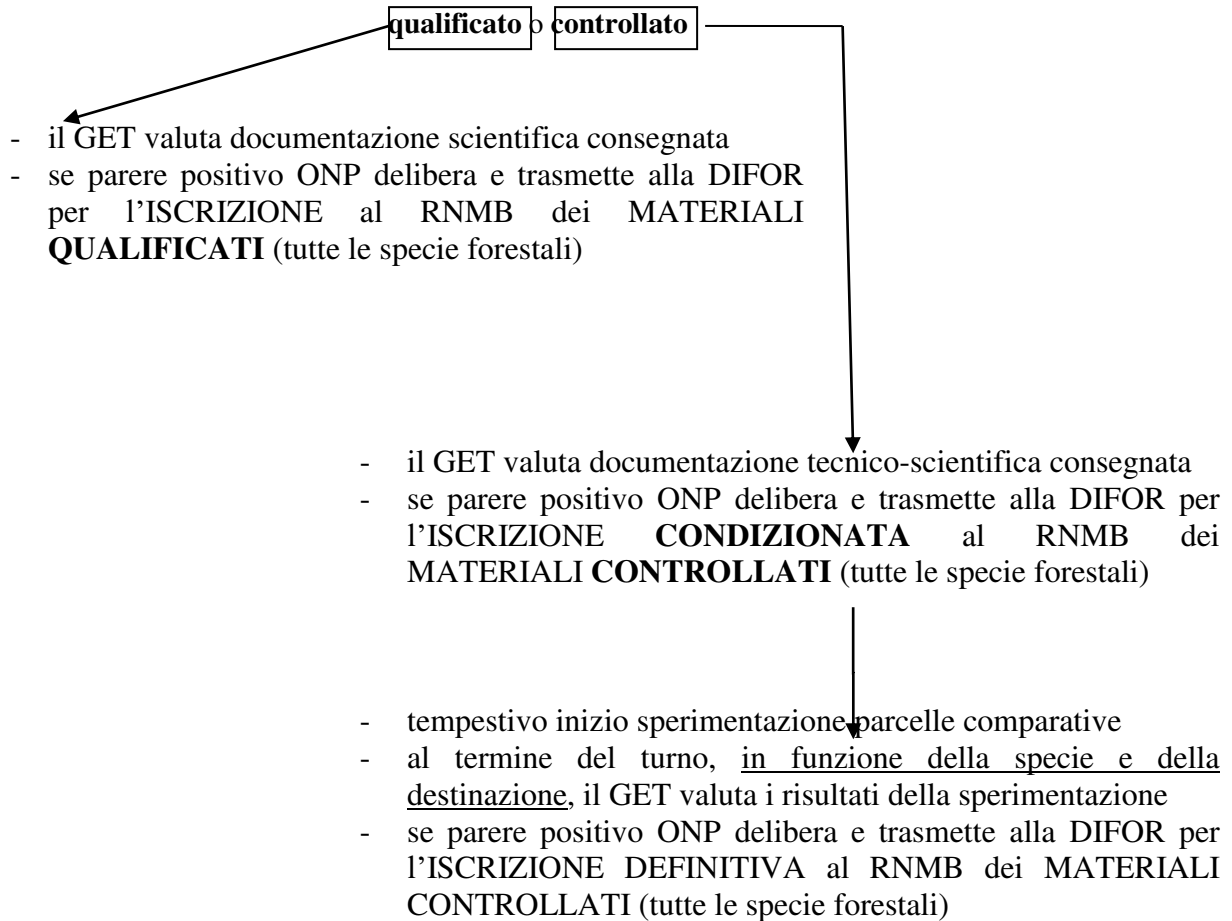 qualificato o controllato
- il GET valuta documentazione scientifica consegnata
- se parere positivo ONP delibera e trasmette alla DIFOR
per l’ISCRIZIONE al RNMB dei MATERIALI
QUALIFICATI (tutte le specie forestali)
- il GET valuta documentazione tecnico-scientifica consegnata
- se parere positivo ONP delibera e trasmette alla DIFOR per
l’ISCRIZIONE CONDIZIONATA al RNMB dei
MATERIALI CONTROLLATI (tutte le specie forestali)
- tempestivo inizio sperimentazione parcelle comparative
- al termine del turno, in funzione della specie e della
destinazione, il GET valuta i risultati della sperimentazione
- se parere positivo ONP delibera e trasmette alla DIFOR per
l’ISCRIZIONE DEFINITIVA al RNMB dei MATERIALI
CONTROLLATI (tutte le specie forestali)